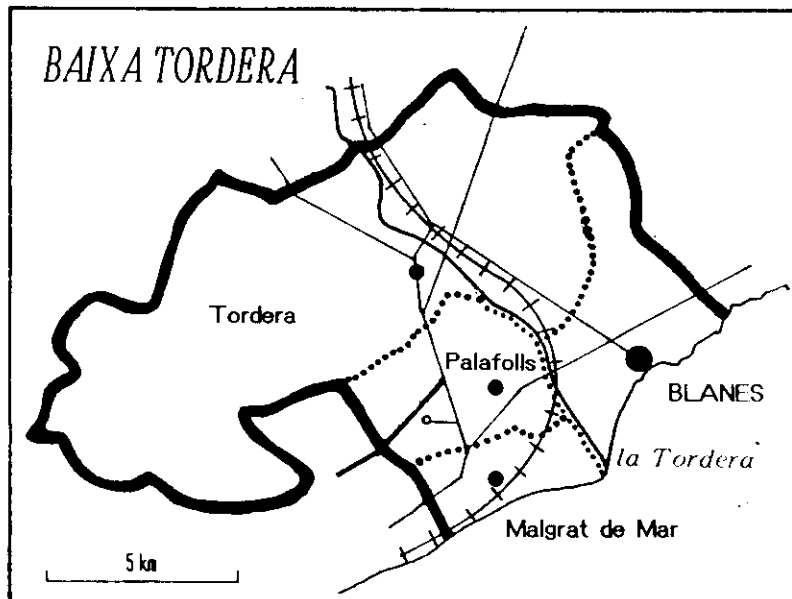 BAIXA TORDERA
Tordera
Palafolls
BLANES
la Tordera
Malgrat de Mar
5 km